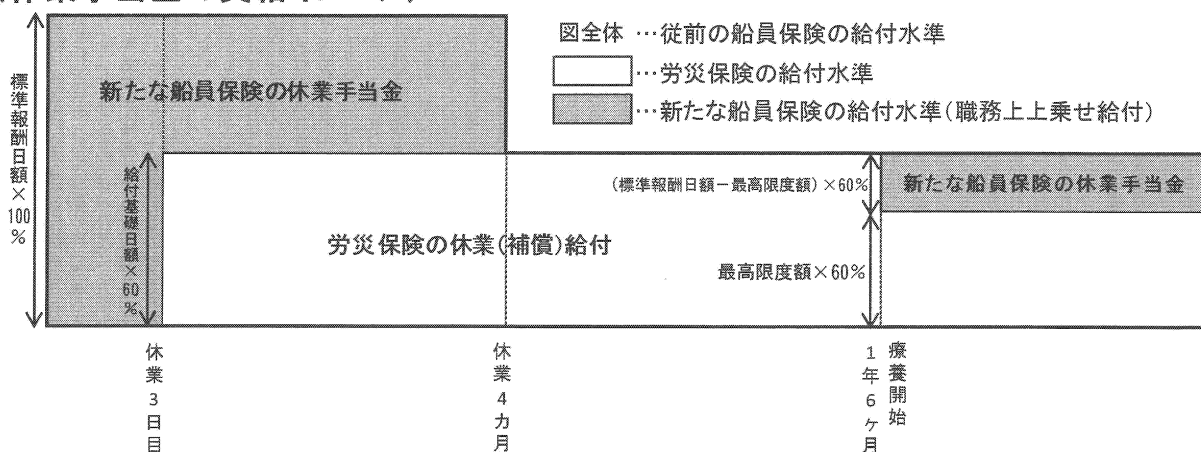 図全体 …従前の船員保険の給付水準
…労災保険の給付水準
…新たな船員保険の給付水準(職務上上乗せ給付)
標準報酬日額×100%
新たな船員保険の休業手当金
給付基礎日額×60%
労災保険の休業(補償)給付
(標準報酬日額−最高限度額)×60%
最高限度額×60%
新たな船員保険の休業手当金
休業3日目
休業4カ月
療養開始
1年6ヶ月